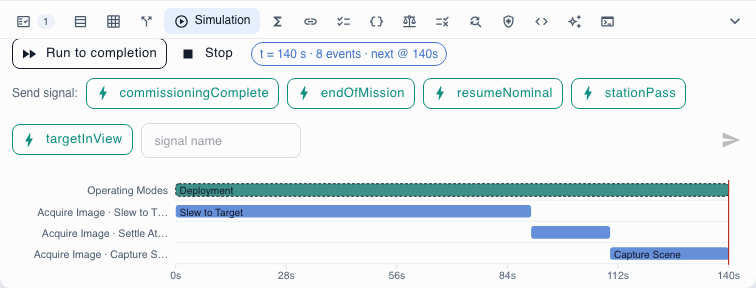 1
Simulation
Run to completion
Stop
t = 140 s · 8 events · next @ 140s
Send signal:
commissioningComplete
endOfMission
resumeNominal
stationPass
targetInView
signal name
Operating Modes
Deployment
Acquire Image · Slew to T…
Slew to Target
Acquire Image · Settle At…
Acquire Image · Capture S…
Capture Scene
0s 28s 56s 84s 112s 140s